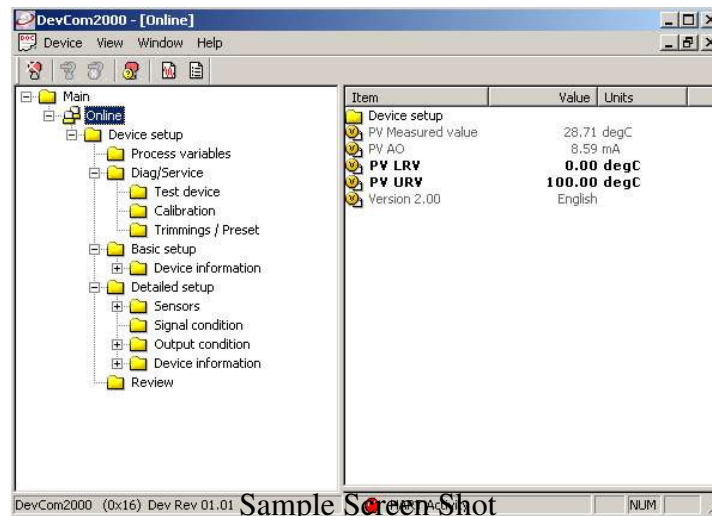 DevCom2000 - [Online]
Device View Window Help
Main
Online
Device setup
Process variables
Diag/Service
Test device
Calibration
Trimmings / Preset
Basic setup
Device information
Detailed setup
Sensors
Signal condition
Output condition
Device information
Review
Item Value Units
Device setup
PV Measured value 28.71 degC
PV AO 8.59 mA
PV LRV 0.00 degC
PV URV 100.00 degC
Version 2.00 English
DevCom2000 (0x16) Dev Rev 01.01 HART Activity NUM
Sample Screen Shot